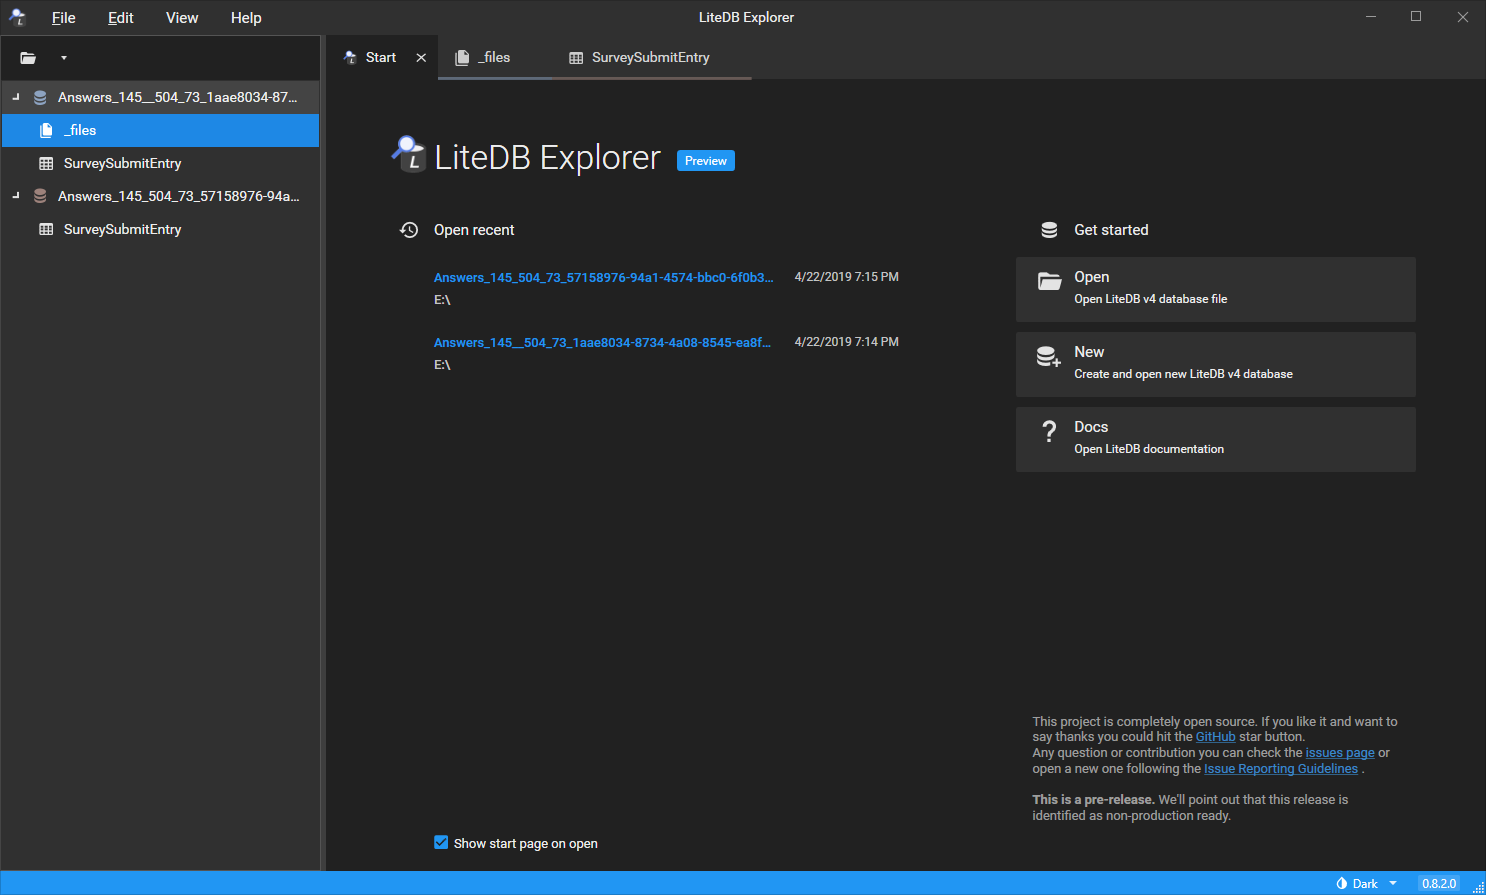 File Edit View Help
LiteDB Explorer
Answers_145__504_73_1aae8034-87...
_files
SurveySubmitEntry
Answers_145_504_73_57158976-94a...
SurveySubmitEntry
Start
_files
SurveySubmitEntry
LiteDB Explorer
Preview
Open recent
Answers_145_504_73_57158976-94a1-4574-bbc0-6f0b3... 4/22/2019 7:15 PM
E:\
Answers_145__504_73_1aae8034-8734-4a08-8545-ea8f... 4/22/2019 7:14 PM
E:\
Get started
Open
Open LiteDB v4 database file
New
Create and open new LiteDB v4 database
Docs
Open LiteDB documentation
This project is completely open source. If you like it and want to
say thanks you could hit the GitHub star button.
Any question or contribution you can check the issues page or
open a new one following the Issue Reporting Guidelines .
This is a pre-release. We'll point out that this release is
identified as non-production ready.
Show start page on open
Dark
0.8.2.0